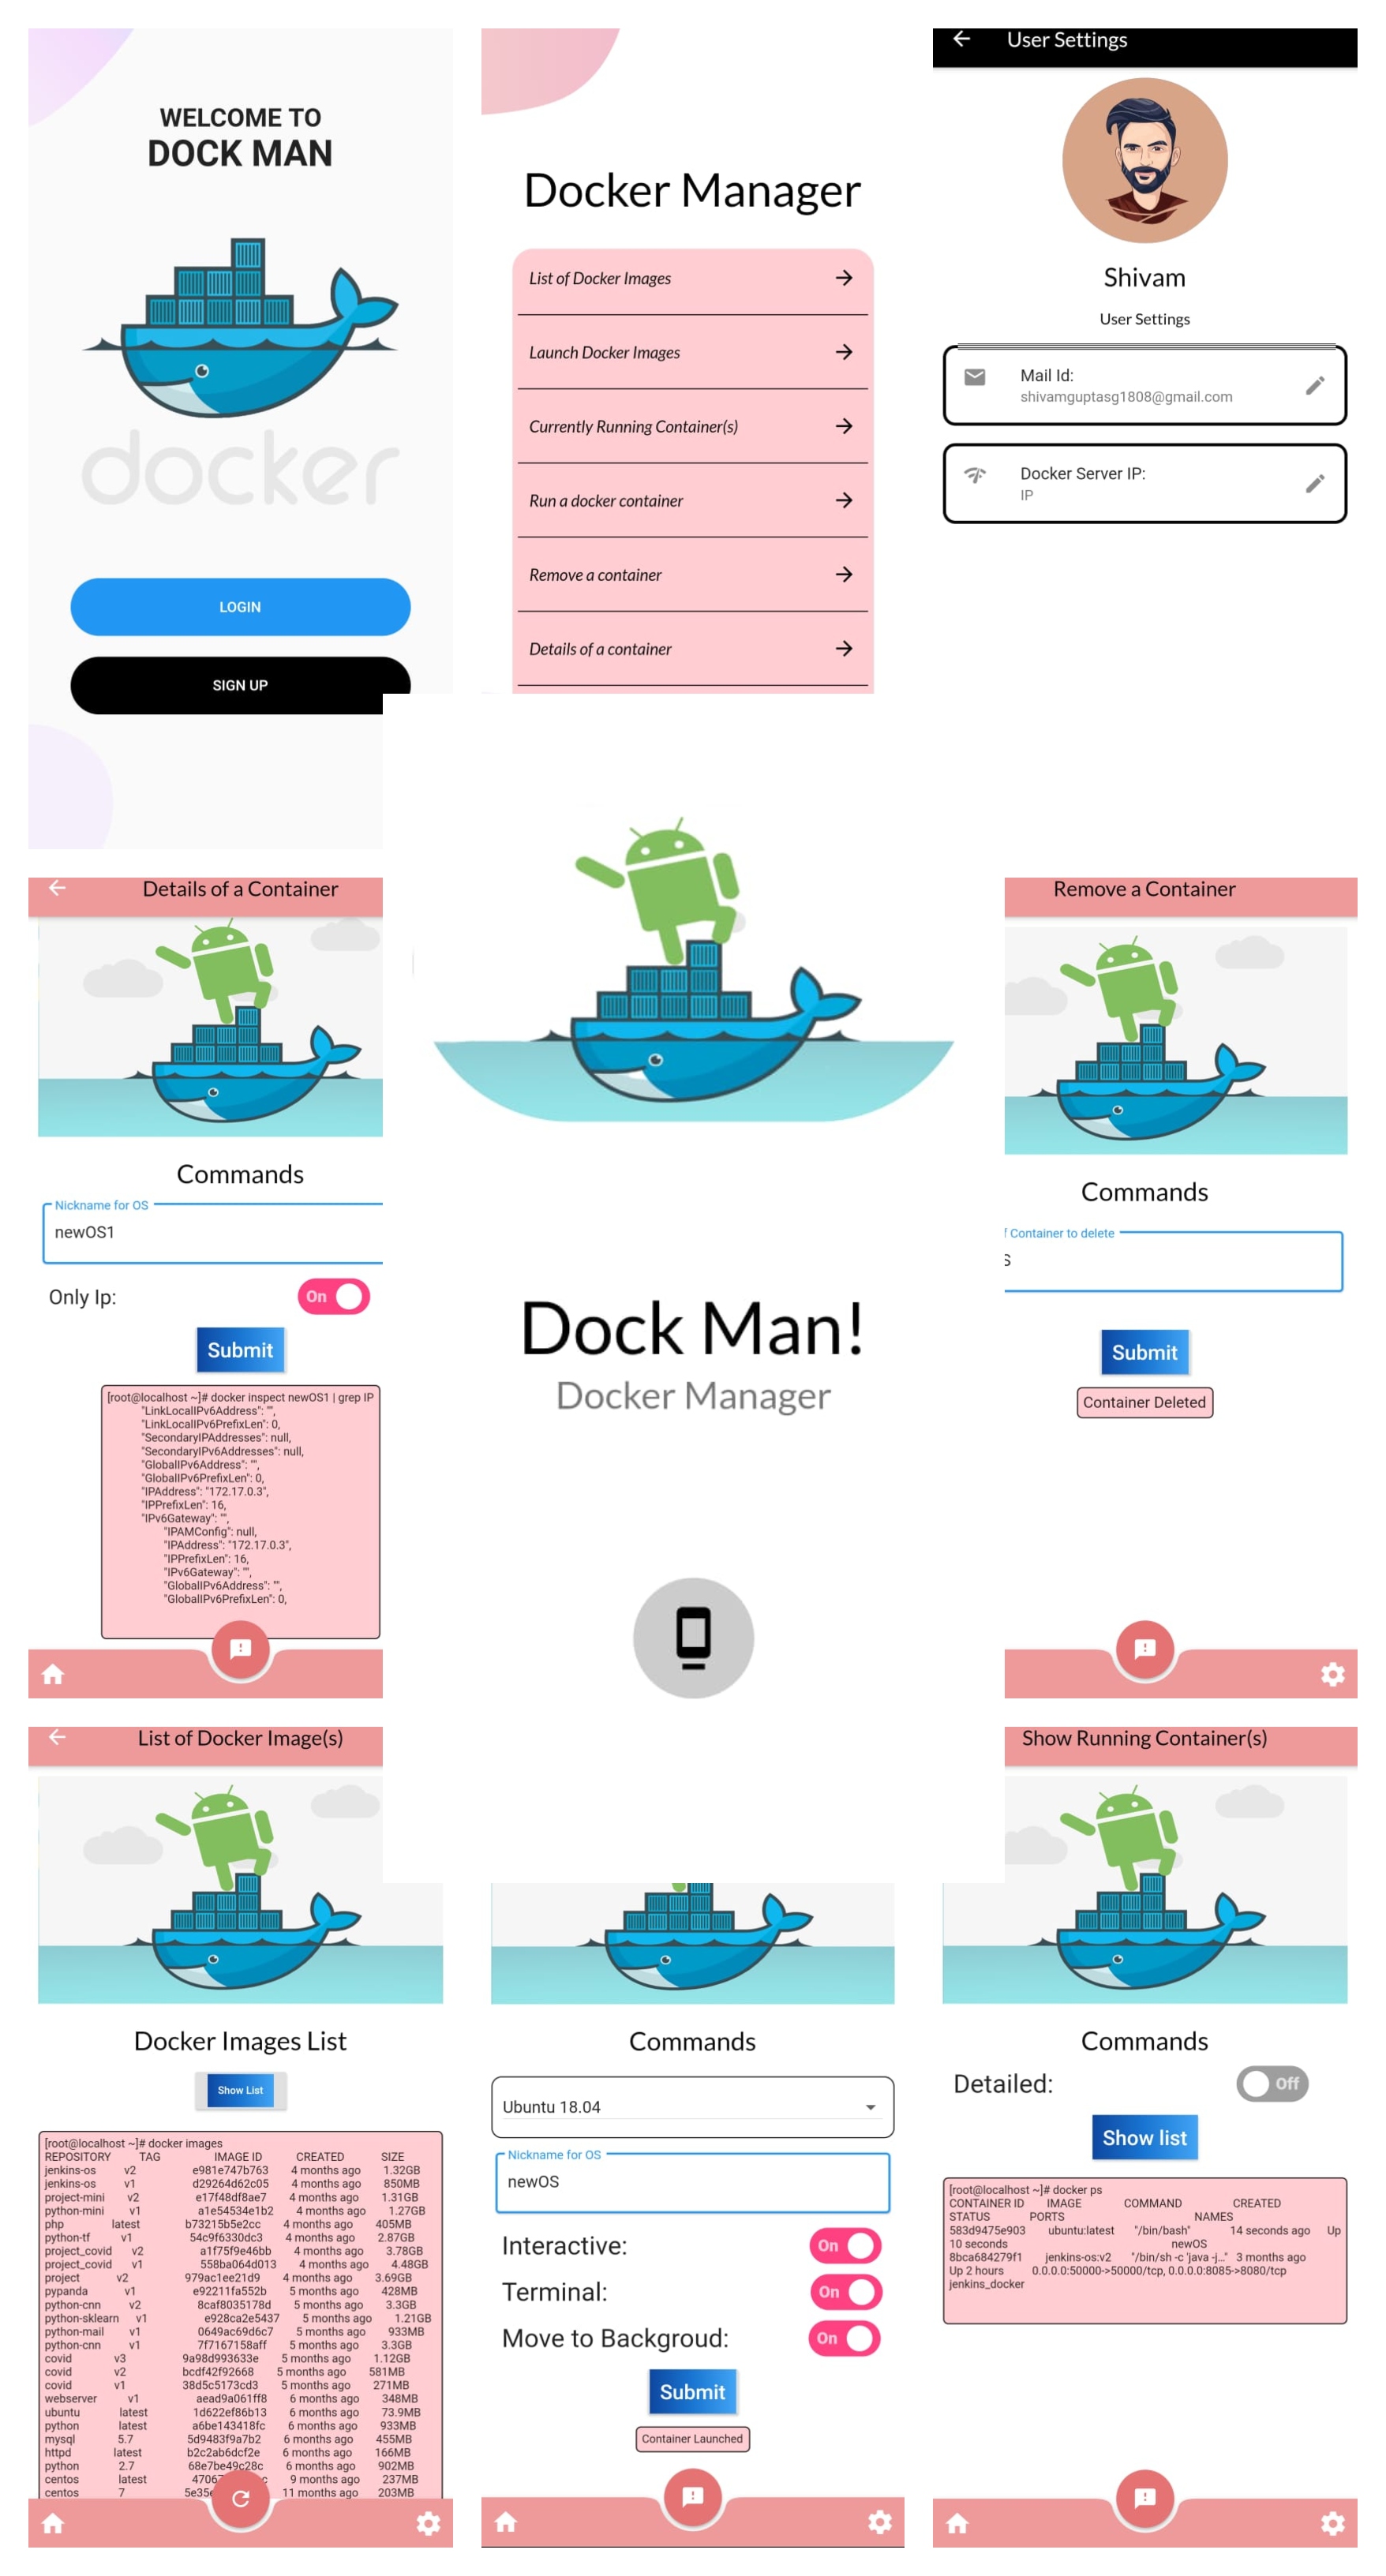 WELCOME TO
DOCK MAN
docker
LOGIN
SIGN UP
Docker Manager
List of Docker Images
Launch Docker Images
Currently Running Container(s)
Run a docker container
Remove a container
Details of a container
User Settings
Shivam
User Settings
Mail Id:
shivamguptasg1808@gmail.com
Docker Server IP:
IP
Details of a Container
Commands
Nickname for OS
newOS1
Only Ip:
On
Submit
[root@localhost ~]# docker inspect newOS1 | grep IP
"LinkLocalIPv6Address": "",
"LinkLocalIPv6PrefixLen": 0,
"SecondaryIPAddresses": null,
"SecondaryIPv6Addresses": null,
"GlobalIPv6Address": "",
"GlobalIPv6PrefixLen": 0,
"IPAddress": "172.17.0.3",
"IPPrefixLen": 16,
"IPv6Gateway": "",
"IPAMConfig": null,
"IPAddress": "172.17.0.3",
"IPPrefixLen": 16,
"IPv6Gateway": "",
"GlobalIPv6Address": "",
"GlobalIPv6PrefixLen": 0,
Dock Man!
Docker Manager
Remove a Container
Commands
Container to delete
S
Submit
Container Deleted
List of Docker Image(s)
Docker Images List
Show List
[root@localhost ~]# docker images
REPOSITORY TAG IMAGE ID CREATED SIZE
jenkins-os v2 e981e747b763 4 months ago 1.32GB
jenkins-os v1 d29264d62c05 4 months ago 850MB
project-mini v2 e17f48df8ae7 4 months ago 1.31GB
python-mini v1 a1e54534e1b2 4 months ago 1.27GB
php latest b73215b5e2cc 4 months ago 405MB
python-tf v1 54c9f6330dc3 4 months ago 2.87GB
project_covid v2 a1f75f9e46bb 4 months ago 3.78GB
project_covid v1 558ba064d013 4 months ago 4.48GB
project v2 979ac1ee21d9 4 months ago 3.69GB
pypanda v1 e92211fa552b 5 months ago 428MB
python-cnn v2 8caf8035178d 5 months ago 3.3GB
python-sklearn v1 e928ca2e5437 5 months ago 1.21GB
python-mail v1 0649ac69d6c7 5 months ago 933MB
python-cnn v1 7f7167158aff 5 months ago 3.3GB
covid v3 9a98d993633e 5 months ago 1.12GB
covid v2 bcdf42f92668 5 months ago 581MB
covid v1 38d5c5173cd3 5 months ago 271MB
webserver v1 aead9a061ff8 6 months ago 348MB
ubuntu latest 1d622ef86b13 6 months ago 73.9MB
python latest a6be143418fc 6 months ago 933MB
mysql 5.7 5d9483f9a7b2 6 months ago 455MB
httpd latest b2c2ab6dcf2e 6 months ago 166MB
python 2.7 68e7be49c28c 6 months ago 902MB
centos latest 9 months ago 237MB
centos 7 11 months ago 203MB
Commands
Ubuntu 18.04
Nickname for OS
newOS
Interactive: On
Terminal: On
Move to Backgroud: On
Submit
Container Launched
Show Running Container(s)
Commands
Detailed: Off
Show list
[root@localhost ~]# docker ps
CONTAINER ID IMAGE COMMAND CREATED
STATUS PORTS NAMES
583d9475e903 ubuntu:latest "/bin/bash" 14 seconds ago Up
10 seconds newOS
8bca684279f1 jenkins-os:v2 "/bin/sh -c 'java -j…" 3 months ago
Up 2 hours 0.0.0.0:50000->50000/tcp, 0.0.0.0:8085->8080/tcp
jenkins_docker